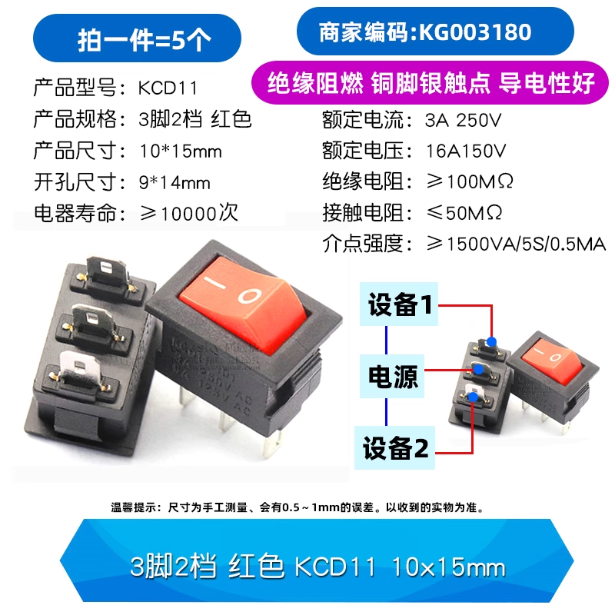 拍一件=5个
商家编码:KG003180
绝缘阻燃 铜脚银触点 导电性好
产品型号: KCD11
产品规格: 3脚2档 红色
产品尺寸: 10*15mm
开孔尺寸: 9*14mm
电器寿命: ≥10000次
额定电流: 3A 250V
额定电压: 16A150V
绝缘电阻: ≥100MΩ
接触电阻: ≤50MΩ
介点强度: ≥1500VA/5S/0.5MA
设备1
电源
设备2
温馨提示: 尺寸为手工测量、会有0.5~1mm的误差。以收到的实物为准。
3脚2档 红色 KCD11 10x15mm